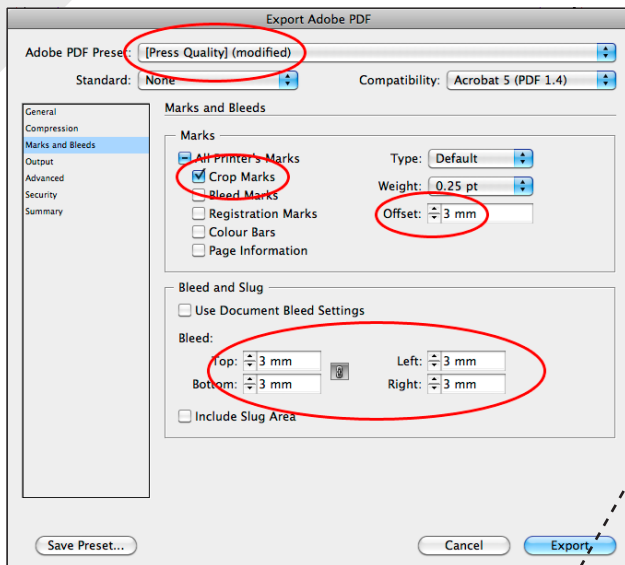 Export Adobe PDF
Adobe PDF Preset: [Press Quality] (modified)
Standard: None Compatibility: Acrobat 5 (PDF 1.4)
General
Compression
Marks and Bleeds
Output
Advanced
Security
Summary
Marks and Bleeds
Marks
All Printer's Marks
Crop Marks
Bleed Marks
Registration Marks
Colour Bars
Page Information
Type: Default
Weight: 0.25 pt
Offset: 3 mm
Bleed and Slug
Use Document Bleed Settings
Bleed:
Top: 3 mm Left: 3 mm
Bottom: 3 mm Right: 3 mm
Include Slug Area
Save Preset... Cancel Export